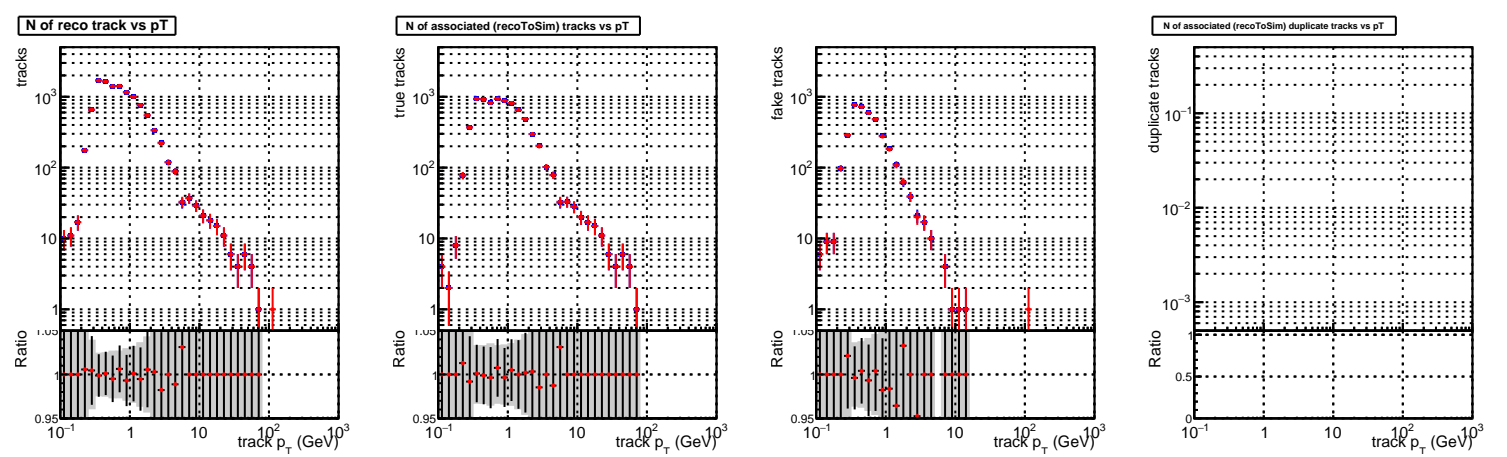 N of reco track vs pT
tracks
10³
10²
10
1
1.05
Ratio
1
0.95
10⁻¹ 1 10 10² 10³
track p_T (GeV)
N of associated (recoToSim) tracks vs pT
true tracks
10³
10²
10
1
1.05
Ratio
1
0.95
10⁻¹ 1 10 10² 10³
track p_T (GeV)
fake tracks
10³
10²
10
1
1.05
Ratio
1
0.95
10⁻¹ 1 10 10² 10³
track p_T (GeV)
N of associated (recoToSim) duplicate tracks vs pT
duplicate tracks
10⁻¹
10⁻²
10⁻³
Ratio
1
0.5
0
10⁻¹ 1 10 10² 10³
track p_T (GeV)